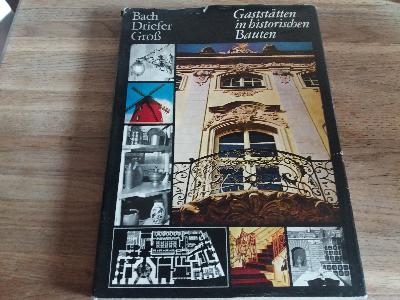 Bach
Driefer
Groß
Gaststätten
in historischen
Bauten